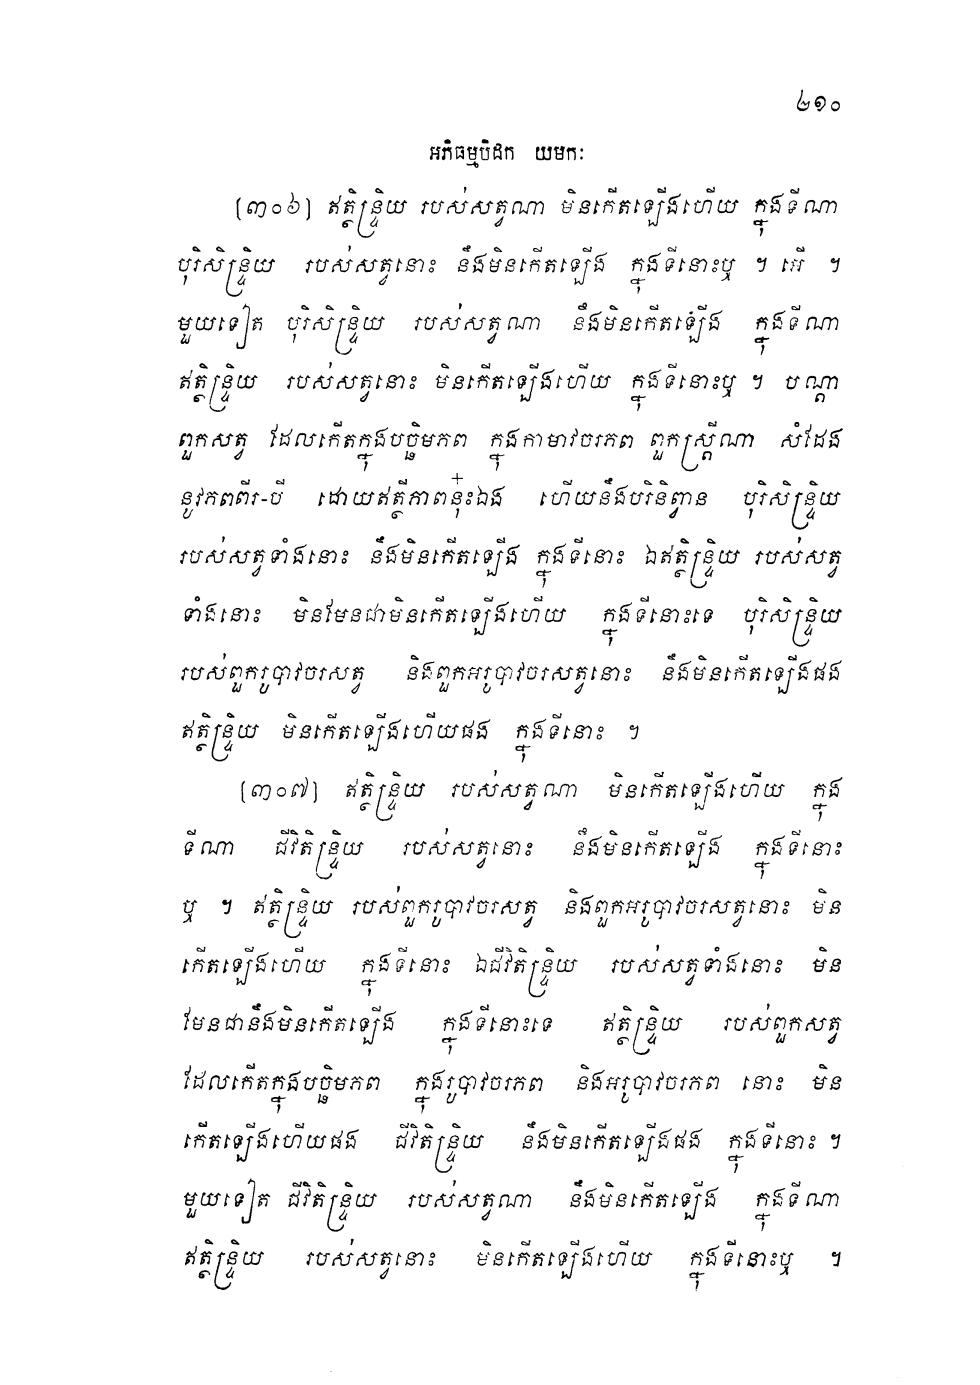 ២១០
អភិធម្មបិដក យមកៈ
(៣០៦) ឥត្ថិន្ទ្រិយ របស់សត្វណា មិនកើតឡើងហើយ ក្នុងទីណា
បុរិសិន្ទ្រិយ របស់សត្វនោះ នឹងមិនកើតឡើង ក្នុងទីនោះឬ ។ អើ ។
មួយទៀត បុរិសិន្ទ្រិយ របស់សត្វណា នឹងមិនកើតឡើង ក្នុងទីណា
ឥត្ថិន្ទ្រិយ របស់សត្វនោះ មិនកើតឡើងហើយ ក្នុងទីនោះឬ ។ បណ្តា
ពួកសត្វ ដែលកើតក្នុងបច្ឆិមភព ក្នុងកាមាវចរភព ពួកស្រ្តីណា សំដែង
នូវភពពីរ-បី ដោយឥត្ថីភាពនុ៎ះឯង ហើយនឹងបរិនិព្វាន បុរិសិន្ទ្រិយ
របស់សត្វទាំងនោះ នឹងមិនកើតឡើង ក្នុងទីនោះ ឯឥត្ថិន្ទ្រិយ របស់សត្វ
ទាំងនោះ មិនមែនជាមិនកើតឡើងហើយ ក្នុងទីនោះទេ បុរិសិន្ទ្រិយ
របស់ពួករូបាវចរសត្វ និងពួកអរូបាវចរសត្វនោះ នឹងមិនកើតឡើងផង
ឥត្ថិន្ទ្រិយ មិនកើតឡើងហើយផង ក្នុងទីនោះ ។
(៣០៧) ឥត្ថិន្ទ្រិយ របស់សត្វណា មិនកើតឡើងហើយ ក្នុង
ទីណា ជីវិតិន្ទ្រិយ របស់សត្វនោះ នឹងមិនកើតឡើង ក្នុងទីនោះ
ឬ ។ ឥត្ថិន្ទ្រិយ របស់ពួករូបាវចរសត្វ និងពួកអរូបាវចរសត្វនោះ មិន
កើតឡើងហើយ ក្នុងទីនោះ ឯជីវិតិន្ទ្រិយ របស់សត្វទាំងនោះ មិន
មែនជានឹងមិនកើតឡើង ក្នុងទីនោះទេ ឥត្ថិន្ទ្រិយ របស់ពួកសត្វ
ដែលកើតក្នុងបច្ឆិមភព ក្នុងរូបាវចរភព និងអរូបាវចរភព នោះ មិន
កើតឡើងហើយផង ជីវិតិន្ទ្រិយ នឹងមិនកើតឡើងផង ក្នុងទីនោះ ។
មួយទៀត ជីវិតិន្ទ្រិយ របស់សត្វណា នឹងមិនកើតឡើង ក្នុងទីណា
ឥត្ថិន្ទ្រិយ របស់សត្វនោះ មិនកើតឡើងហើយ ក្នុងទីនោះឬ ។